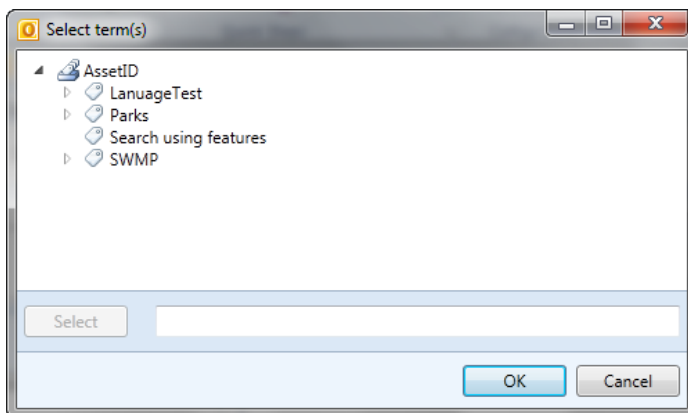 Select term(s)
AssetID
LanuageTest
Parks
Search using features
SWMP
Select
OK
Cancel